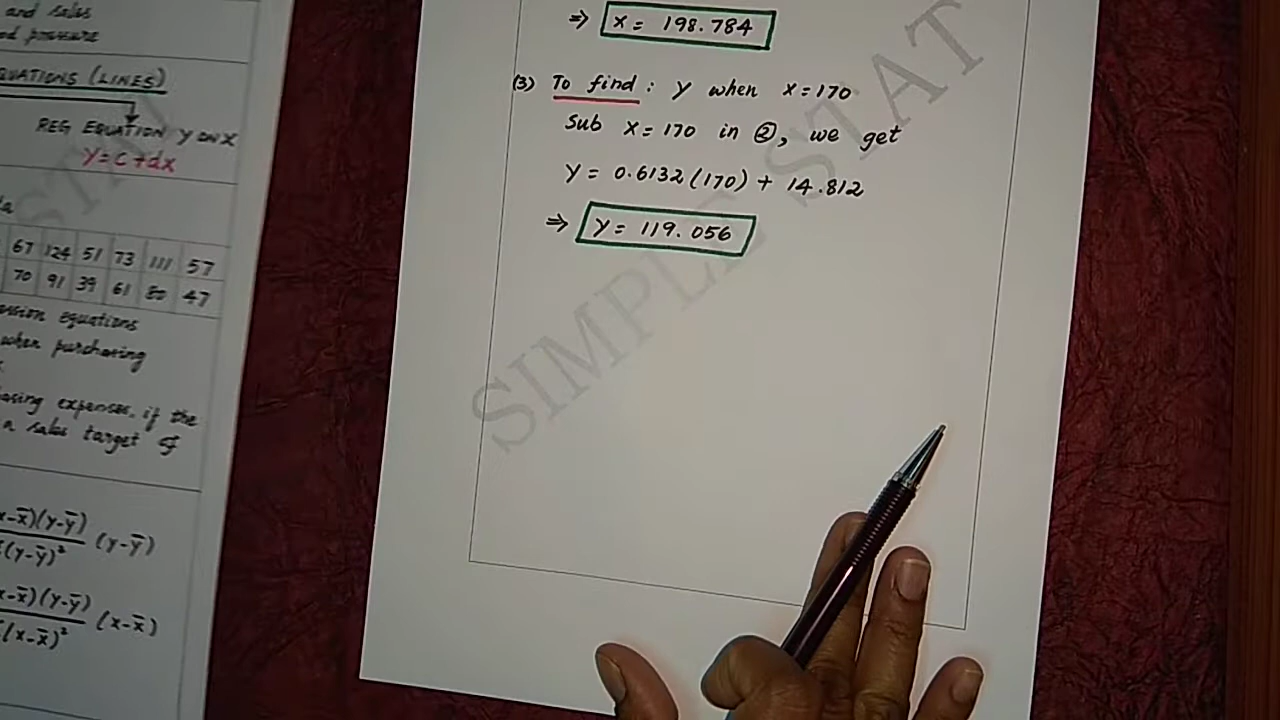 and sales
pressure
EQUATIONS (LINES)
REG EQUATION Y ON X
Y = C + dX
67 124 51 73 111 57
70 91 39 61 80 47
equations
when purchasing
expenses, if the
a sales target of
x-x̄)(y-ȳ) (y-ȳ)
(y-ȳ)²
x-x̄)(y-ȳ) (x-x̄)
(x-x̄)²
⇒ X = 198.784
(3) To find : Y when X = 170
Sub X = 170 in ②, we get
Y = 0.6132 (170) + 14.812
⇒ Y = 119.056
SIMPLE STAT